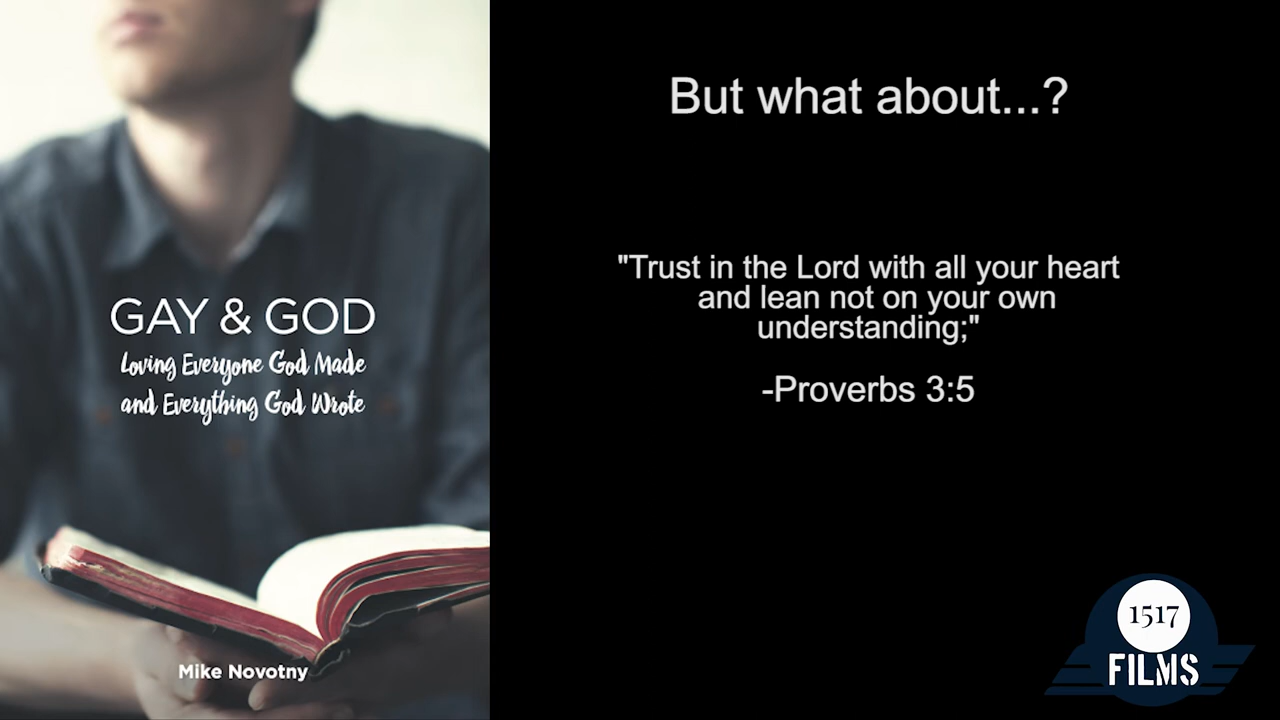 GAY & GOD
Loving Everyone God Made
and Everything God Wrote
Mike Novotny
But what about...?
"Trust in the Lord with all your heart
and lean not on your own
understanding;"
-Proverbs 3:5
1517
FILMS